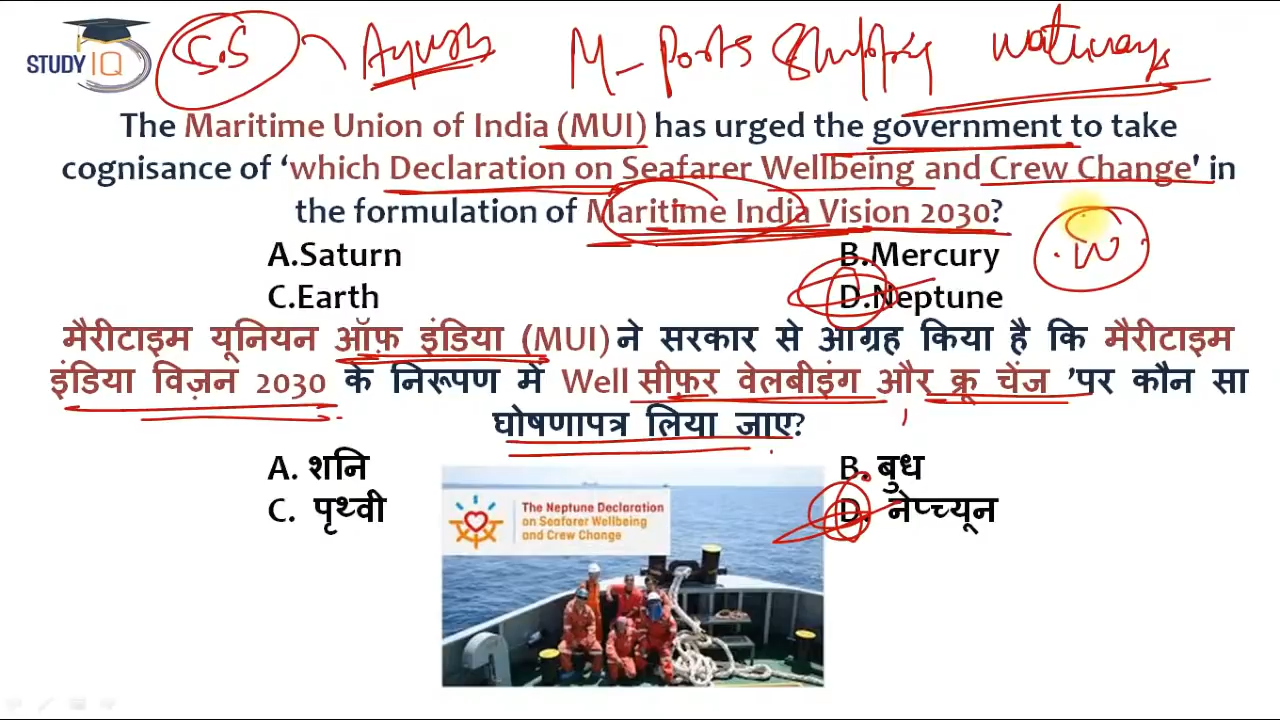 STUDY IQ
S.S Ayush M- Ports Shipping waterways
The Maritime Union of India (MUI) has urged the government to take
cognisance of ‘which Declaration on Seafarer Wellbeing and Crew Change' in
the formulation of Maritime India Vision 2030?
A.Saturn
B.Mercury
C.Earth
D.Neptune
मैरीटाइम यूनियन ऑफ़ इंडिया (MUI) ने सरकार से आग्रह किया है कि मैरीटाइम
इंडिया विज़न 2030 के निरूपण में Well सीफ़र वेलबीइंग और क्रू चेंज ’पर कौन सा
घोषणापत्र लिया जाए?
A. शनि
B. बुध
C. पृथ्वी
D. नेप्च्यून
The Neptune Declaration
on Seafarer Wellbeing
and Crew Change